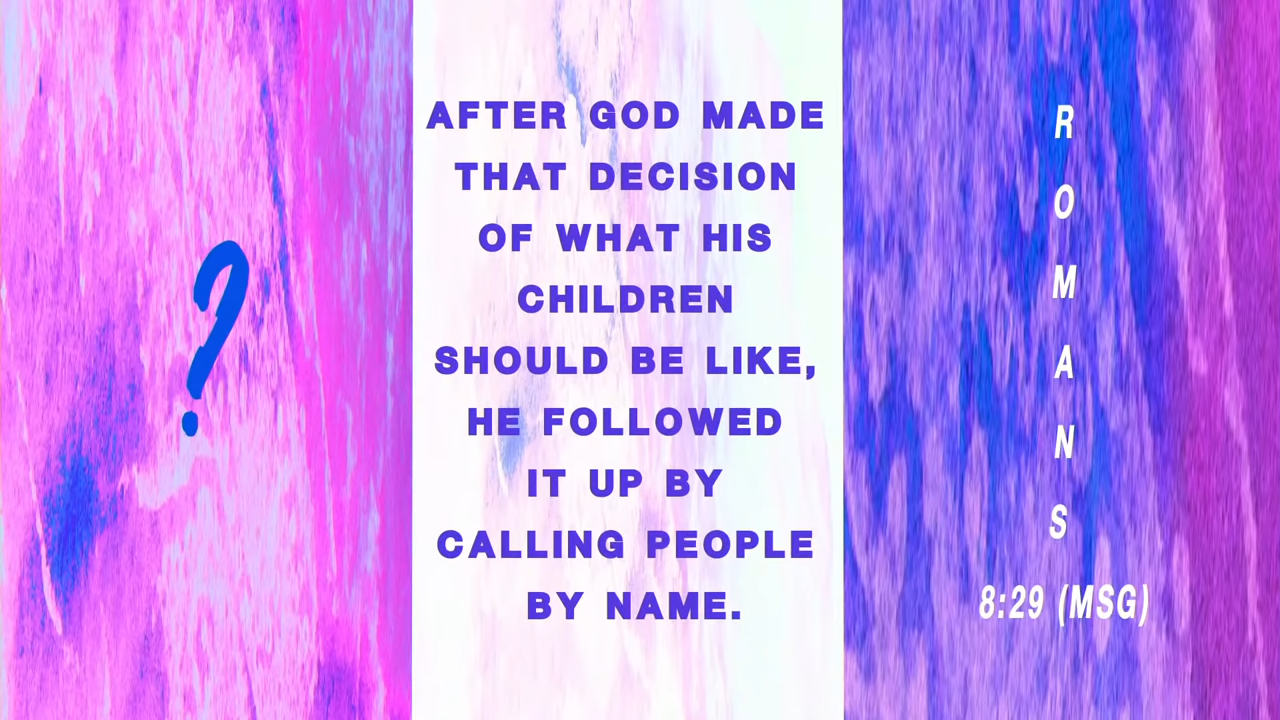 ?
AFTER GOD MADE
THAT DECISION
OF WHAT HIS
CHILDREN
SHOULD BE LIKE,
HE FOLLOWED
IT UP BY
CALLING PEOPLE
BY NAME.
R
O
M
A
N
S
8:29 (MSG)